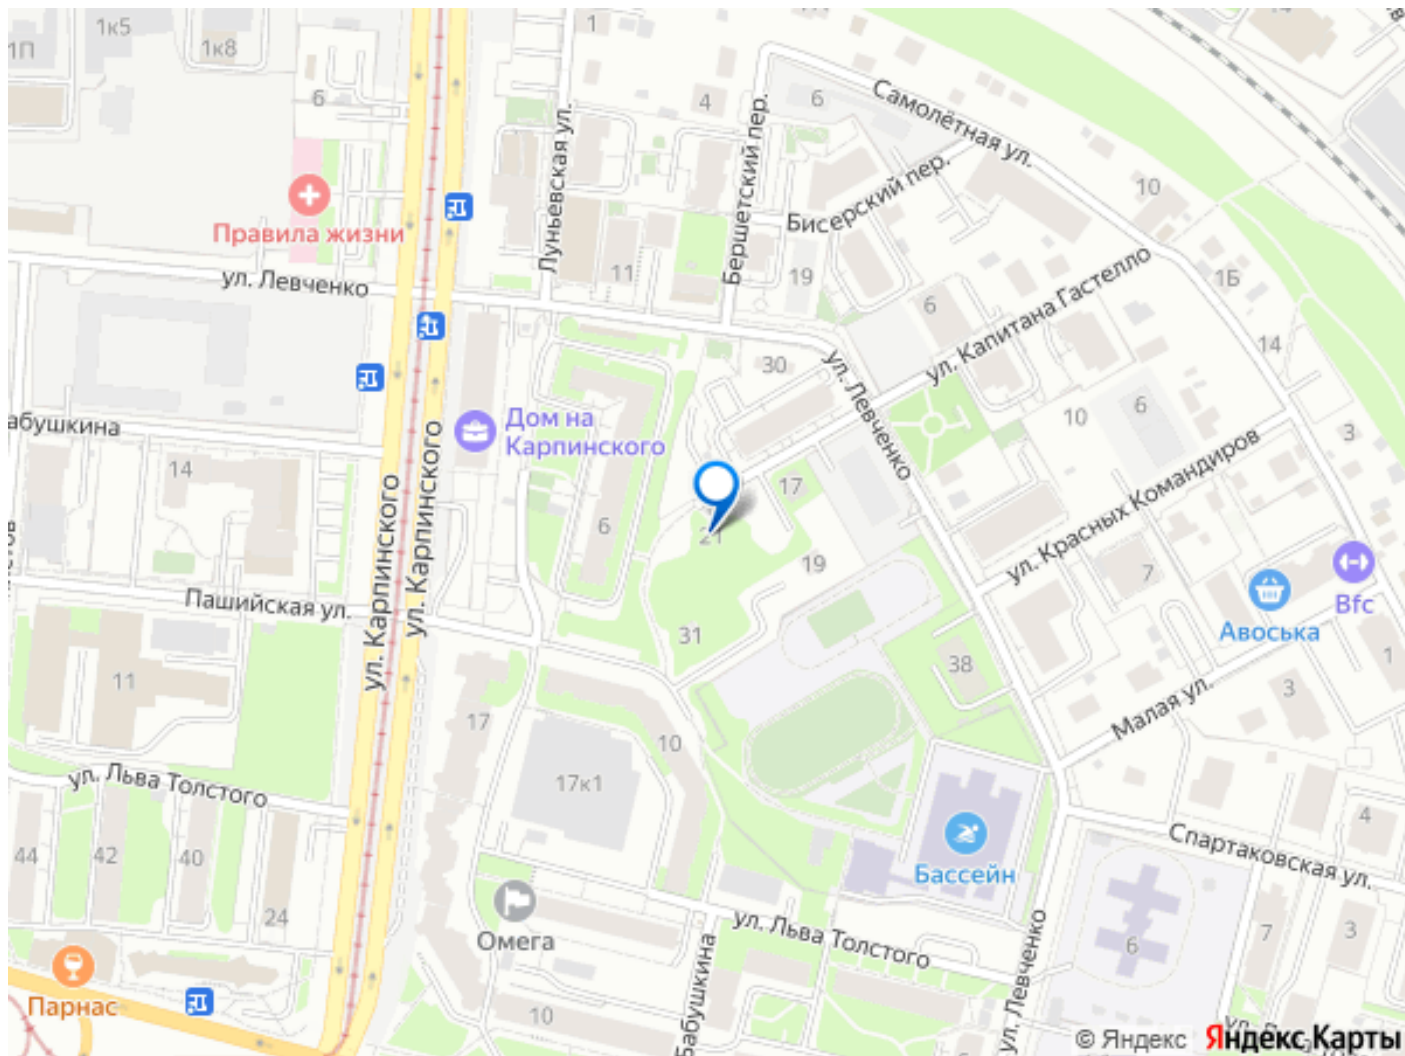 1П
1к5
1к8
6
1
4
6
Самолётная ул.
Луньевская ул.
Бершетский пер.
Бисерский пер.
10
Правила жизни
ул. Левченко
11
19
6
1Б
ул. Капитана Гастелло
14
30
ул. Левченко
абушкина
Дом на
Карпинского
14
10
6
3
ул. Карпинского
ул. Карпинского
6
21
17
19
ул. Красных Командиров
7
Bfc
Авоська
Пашийская ул.
31
38
1
11
17
10
3
Малая ул.
ул. Льва Толстого
17к1
44
42
40
24
Бассейн
4
Спартаковская ул.
Омега
ул. Льва Толстого
ул. Левченко
6
7
3
Парнас
10
Бабушкина
© Яндекс
Яндекс Карты